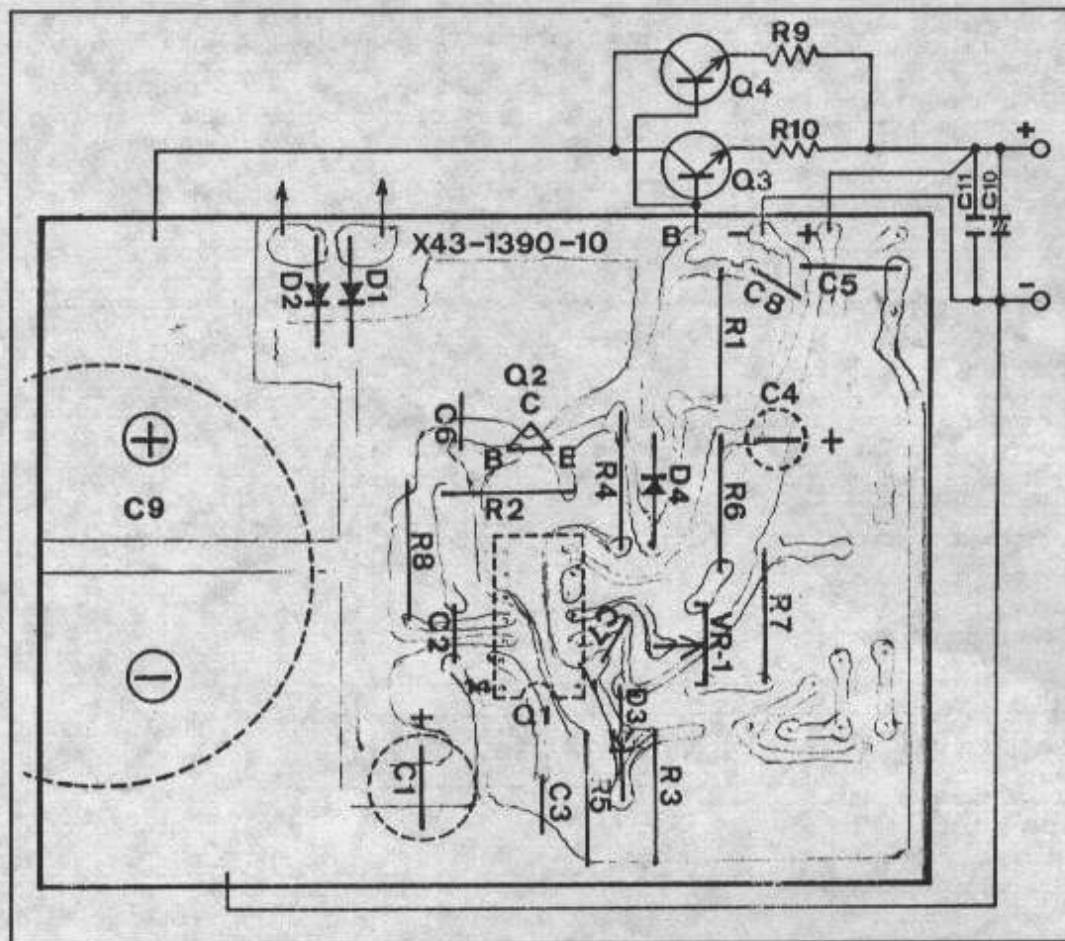 R9
Q4
R10
Q3
+
C11
C10
B
-
+
-
X43-1390-10
D2
D1
C8
C5
R1
Q2
C
C6
B
E
C4
+
+
C9
R2
R4
D4
R6
R8
C2
C7
VR-1
R7
-
Q1
D3
+
C1
C3
R5
R3